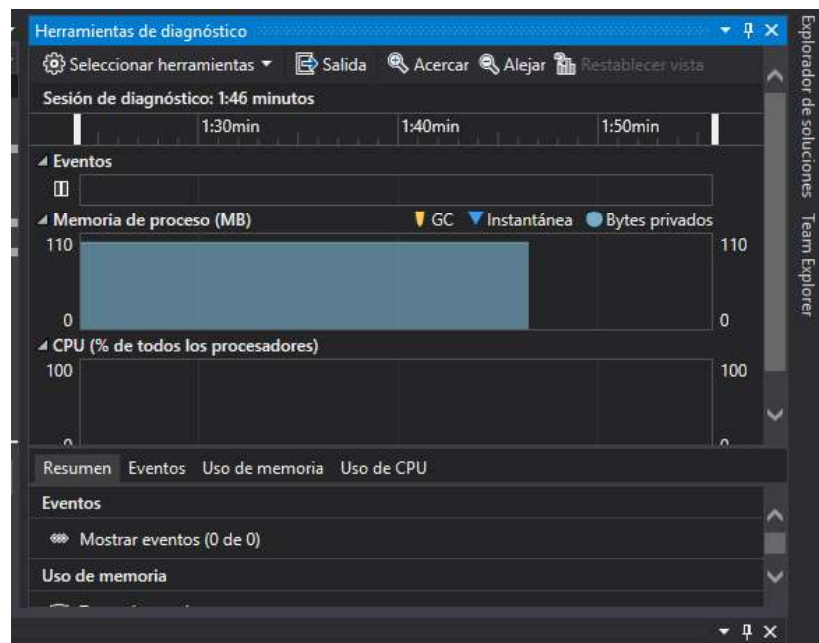 Herramientas de diagnóstico
Seleccionar herramientas Salida Acercar Alejar Restablecer vista
Sesión de diagnóstico: 1:46 minutos
1:30min 1:40min 1:50min
Eventos
Memoria de proceso (MB) GC Instantánea Bytes privados
110 110
0 0
CPU (% de todos los procesadores)
100 100
Resumen Eventos Uso de memoria Uso de CPU
Eventos
Mostrar eventos (0 de 0)
Uso de memoria
Explorador de soluciones
Team Explorer